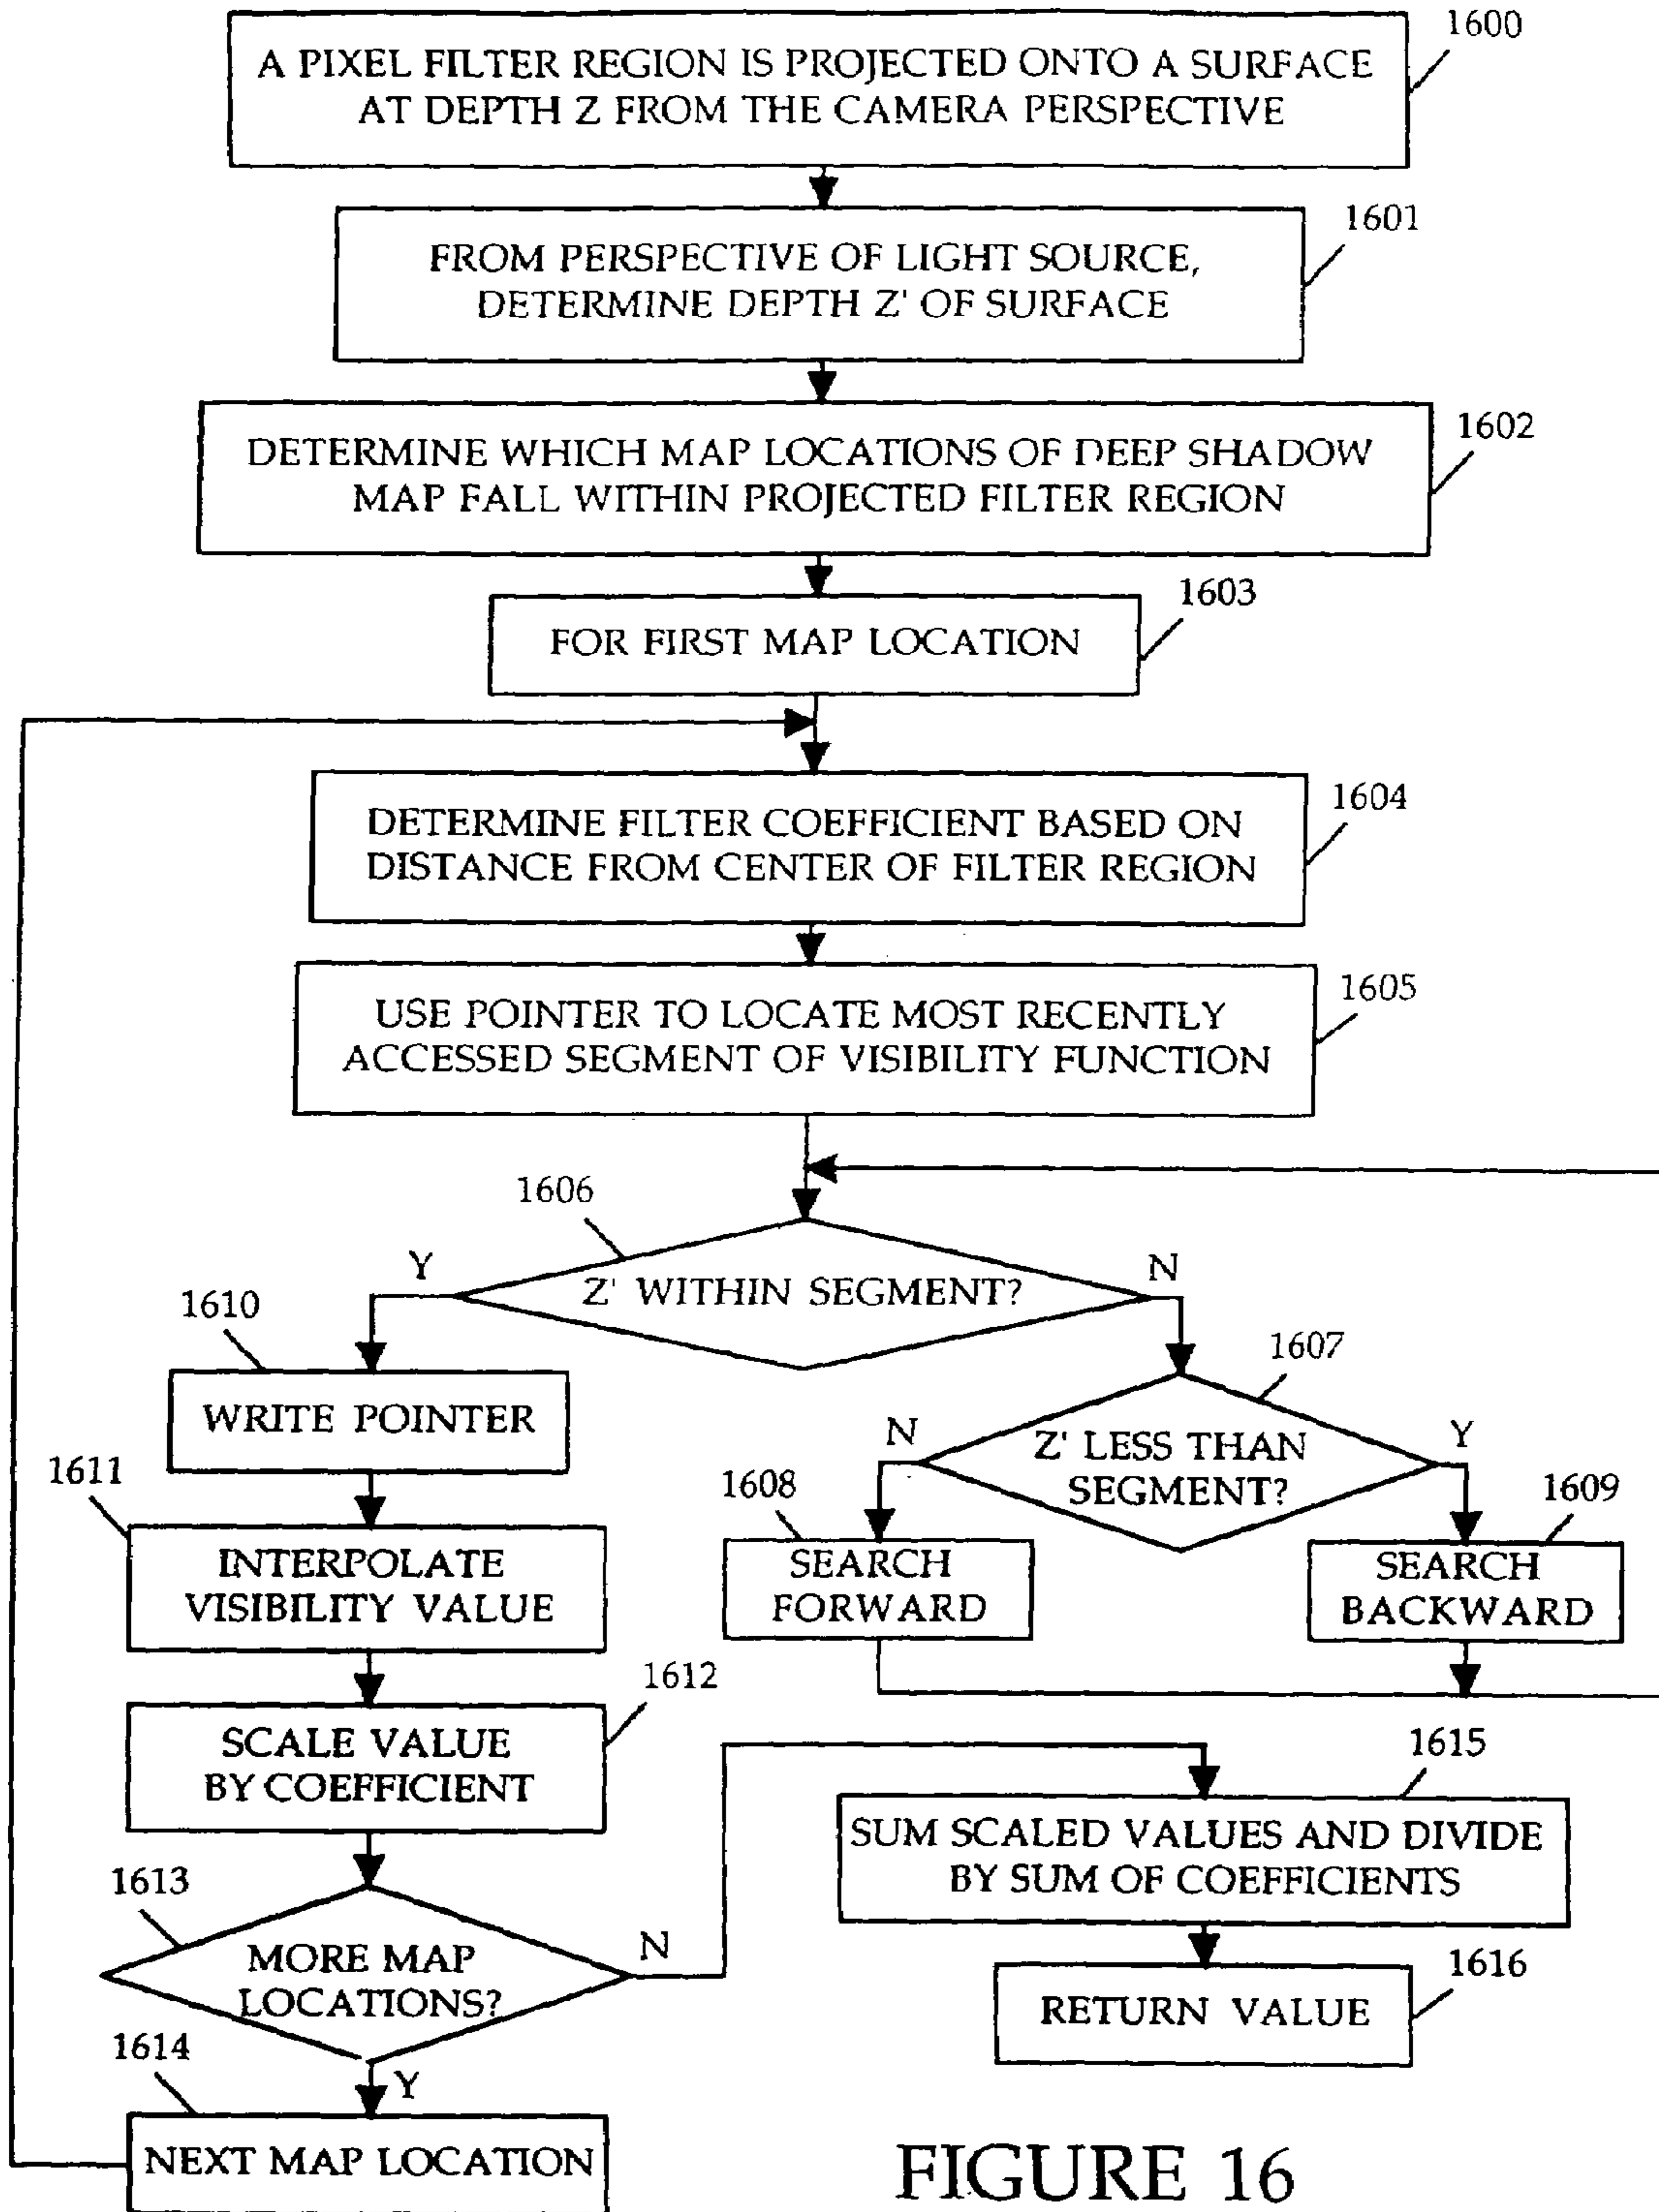 1600
A PIXEL FILTER REGION IS PROJECTED ONTO A SURFACE
AT DEPTH Z FROM THE CAMERA PERSPECTIVE
1601
FROM PERSPECTIVE OF LIGHT SOURCE,
DETERMINE DEPTH Z' OF SURFACE
1602
DETERMINE WHICH MAP LOCATIONS OF DEEP SHADOW
MAP FALL WITHIN PROJECTED FILTER REGION
1603
FOR FIRST MAP LOCATION
1604
DETERMINE FILTER COEFFICIENT BASED ON
DISTANCE FROM CENTER OF FILTER REGION
1605
USE POINTER TO LOCATE MOST RECENTLY
ACCESSED SEGMENT OF VISIBILITY FUNCTION
1606
Y
Z' WITHIN SEGMENT?
N
1610
WRITE POINTER
1607
N
Z' LESS THAN
SEGMENT?
Y
1608
SEARCH
FORWARD
1609
SEARCH
BACKWARD
1611
INTERPOLATE
VISIBILITY VALUE
1612
SCALE VALUE
BY COEFFICIENT
1613
MORE MAP
LOCATIONS?
N
Y
1614
NEXT MAP LOCATION
1615
SUM SCALED VALUES AND DIVIDE
BY SUM OF COEFFICIENTS
1616
RETURN VALUE
FIGURE 16